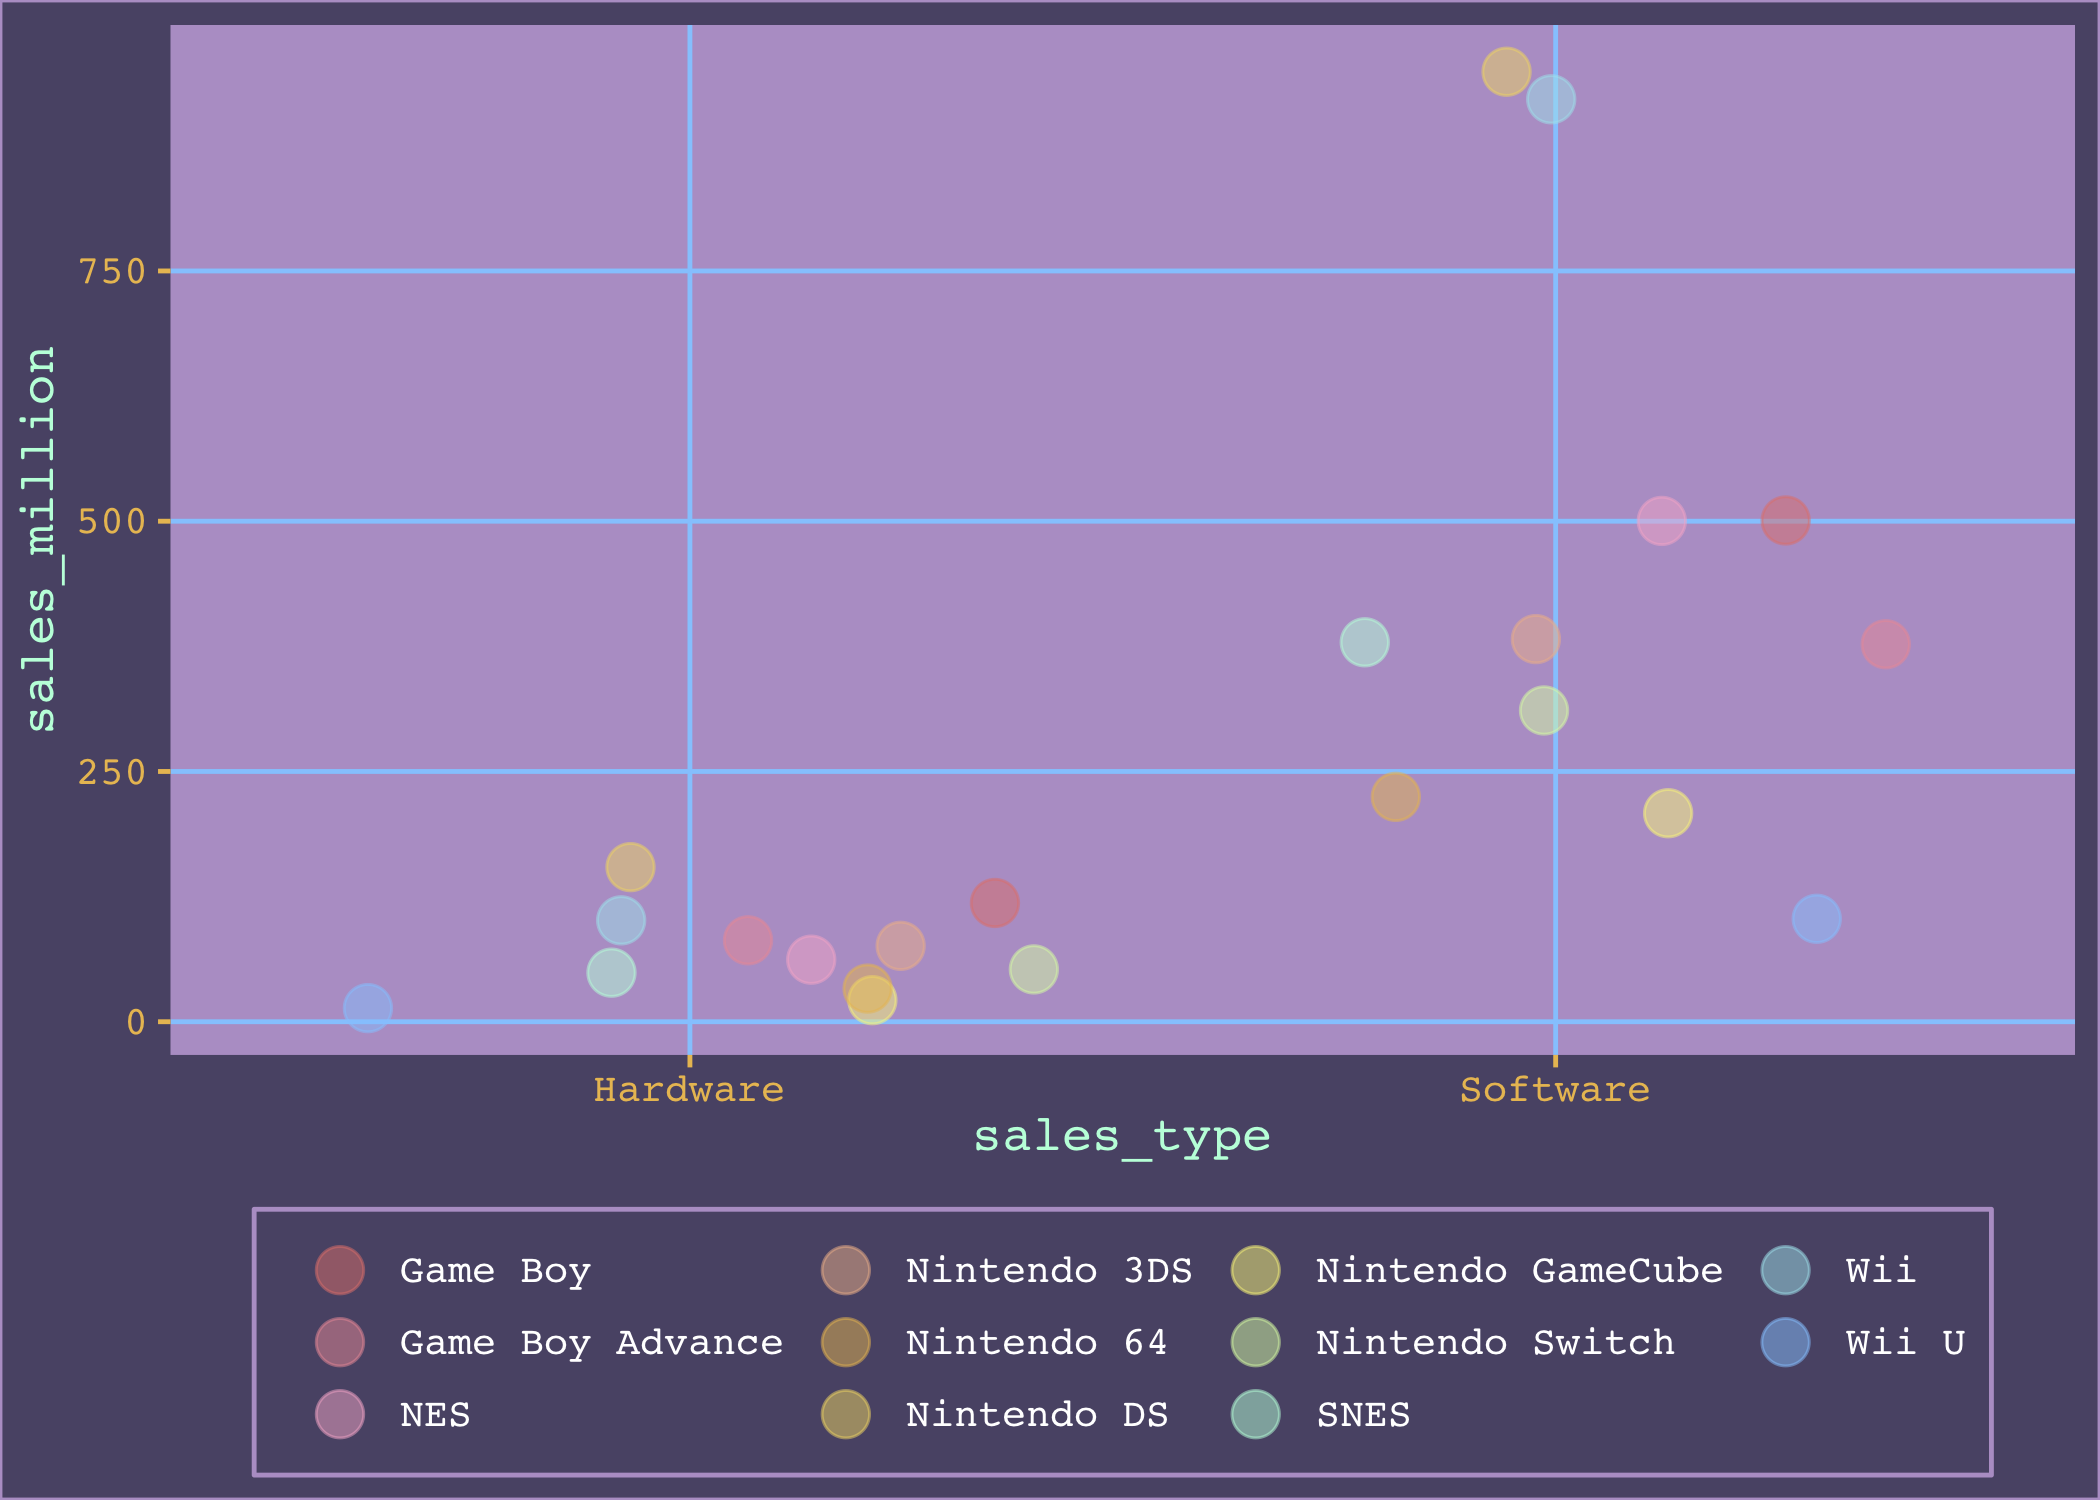 sales_million
750
500
250
0
Hardware
Software
sales_type
Game Boy
Game Boy Advance
NES
Nintendo 3DS
Nintendo 64
Nintendo DS
Nintendo GameCube
Nintendo Switch
SNES
Wii
Wii U